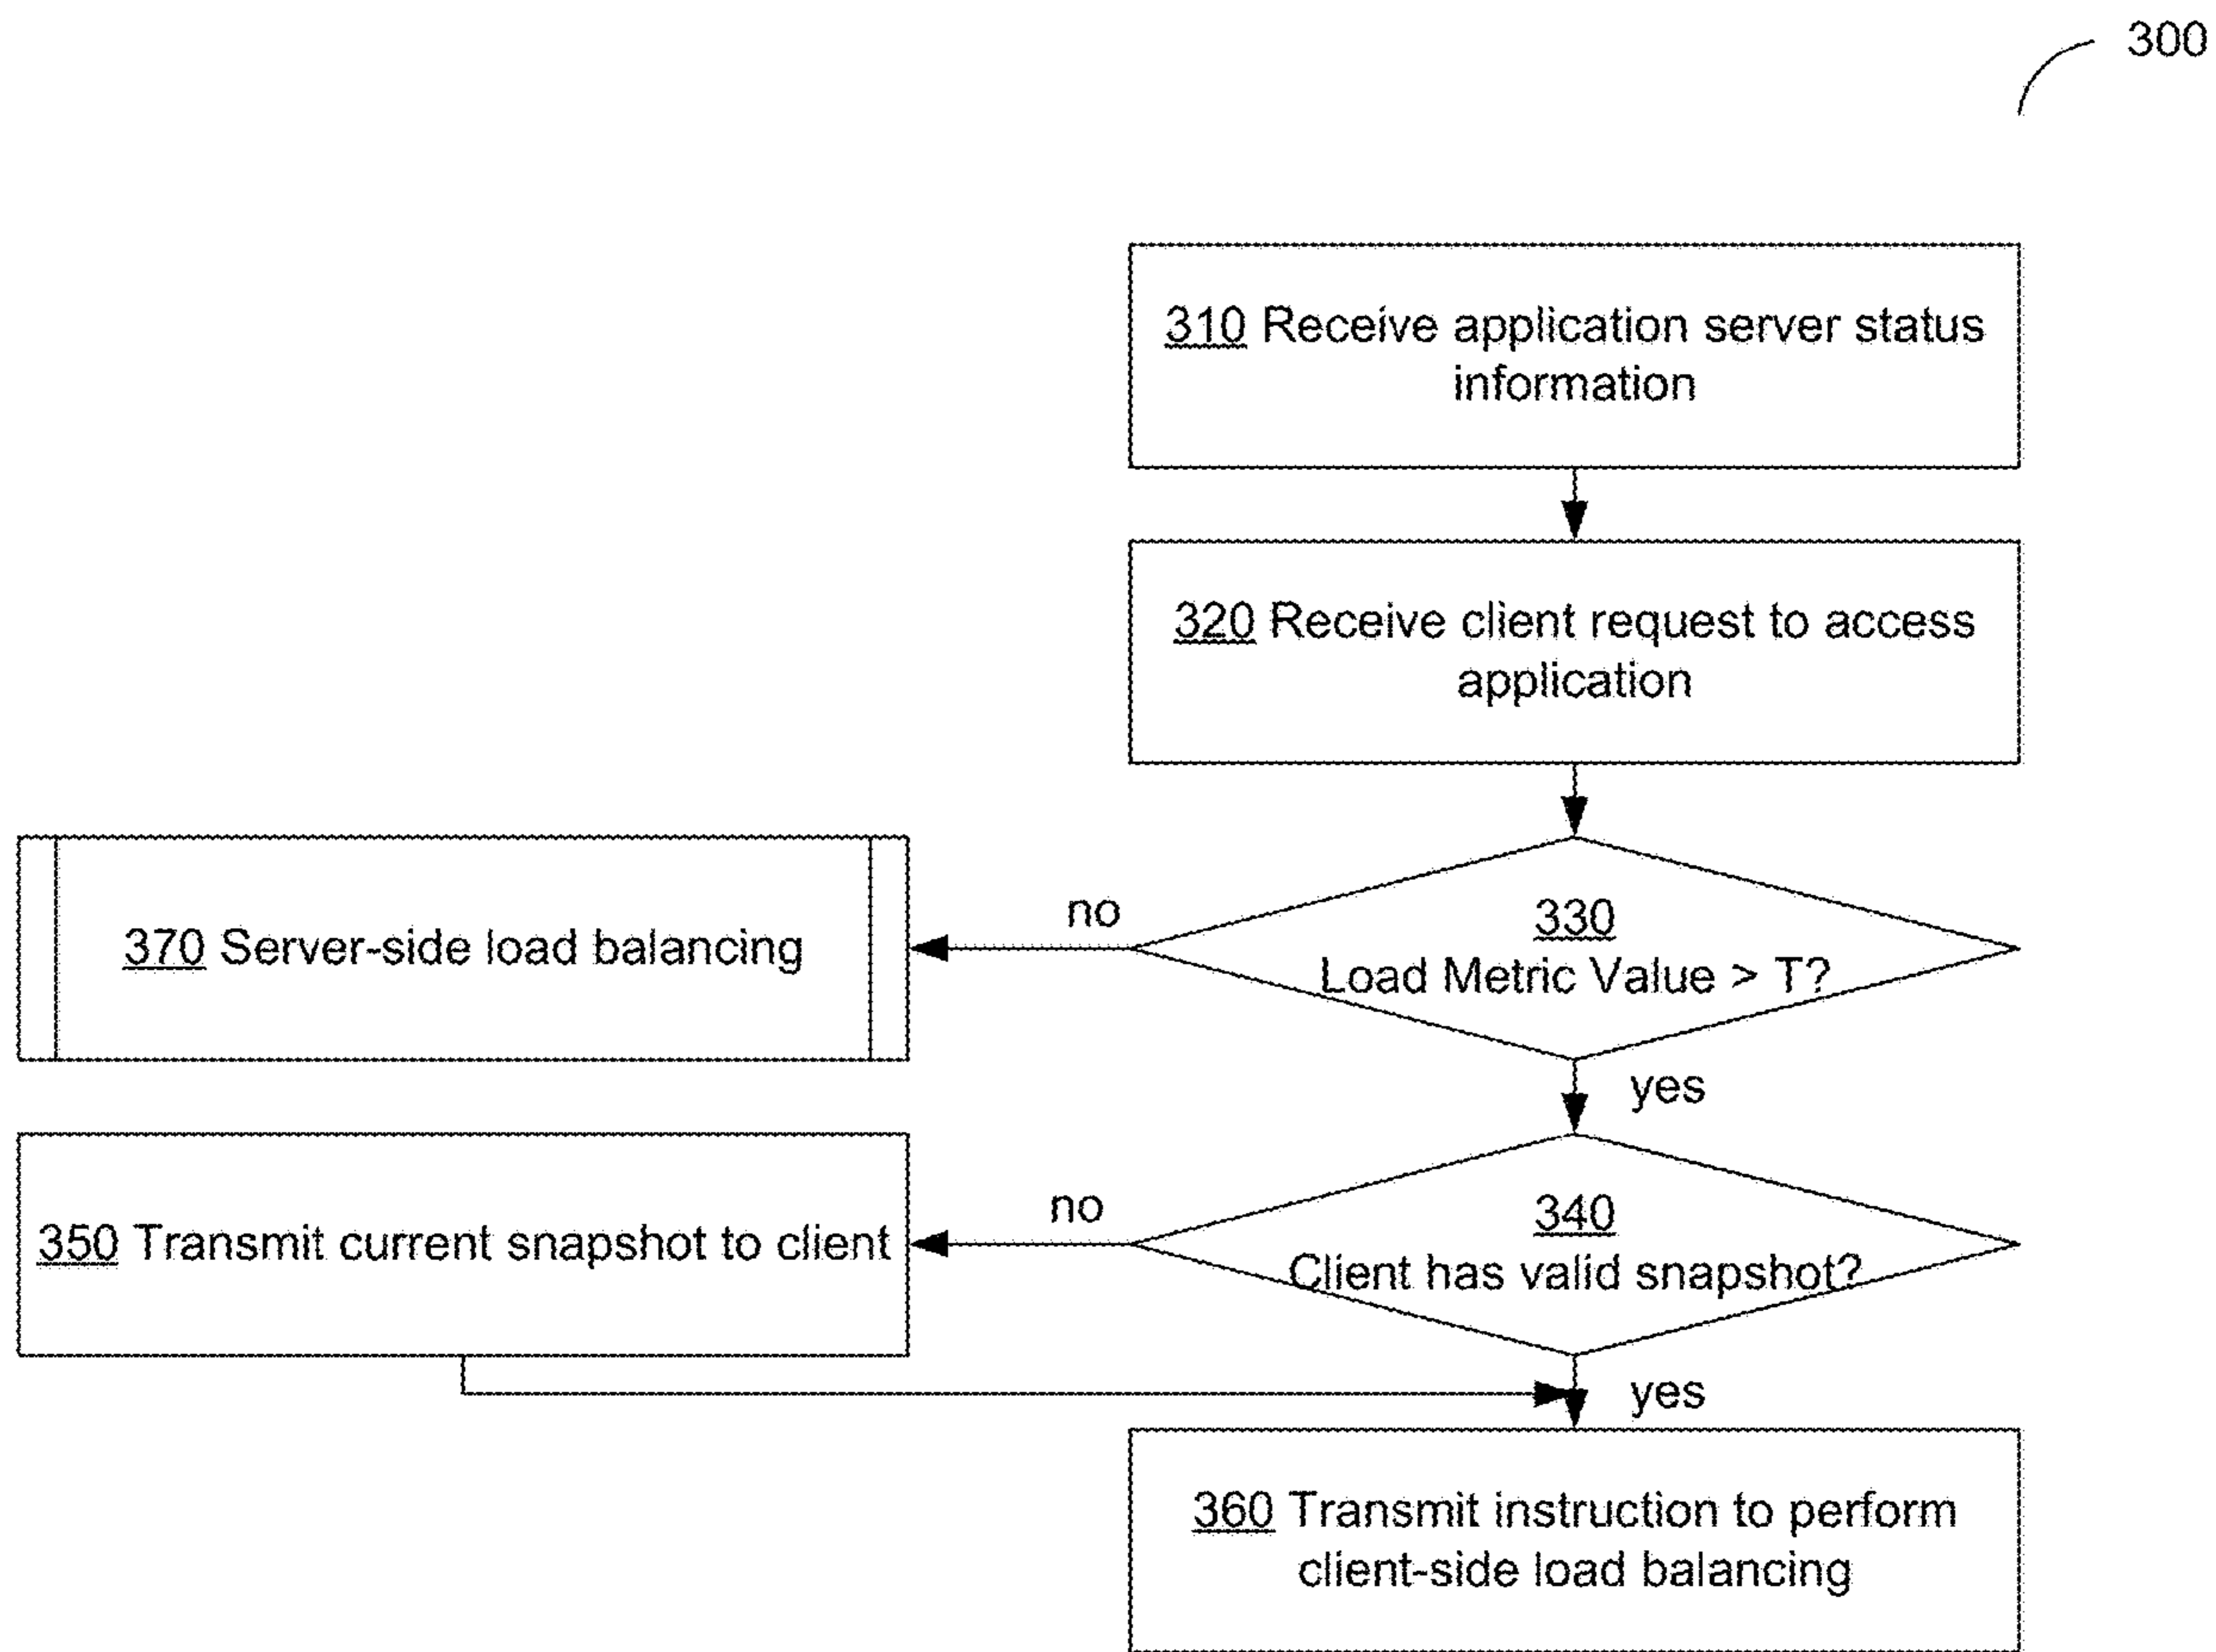 300
310 Receive application server status
information
320 Receive client request to access
application
330
Load Metric Value > T?
no
370 Server-side load balancing
yes
340
Client has valid snapshot?
no
350 Transmit current snapshot to client
yes
360 Transmit instruction to perform
client-side load balancing